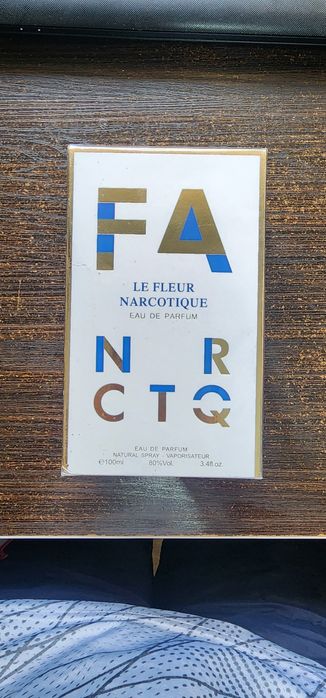 FA
LE FLEUR
NARCOTIQUE
EAU DE PARFUM
N R
CTQ
EAU DE PARFUM
NATURAL SPRAY - VAPORISATEUR
℮100ml 80%Vol. 3.4fl.oz